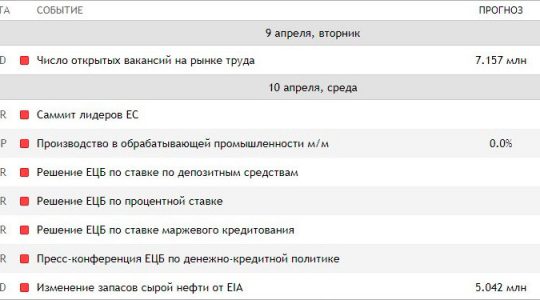 ТА СОБЫТИЕ ПРОГНОЗ
9 апреля, вторник
D Число открытых вакансий на рынке труда 7.157 млн
10 апреля, среда
R Саммит лидеров ЕС
P Производство в обрабатывающей промышленности м/м 0.0%
R Решение ЕЦБ по ставке по депозитным средствам
R Решение ЕЦБ по процентной ставке
R Решение ЕЦБ по ставке маржевого кредитования
R Пресс-конференция ЕЦБ по денежно-кредитной политике
D Изменение запасов сырой нефти от EIA 5.042 млн